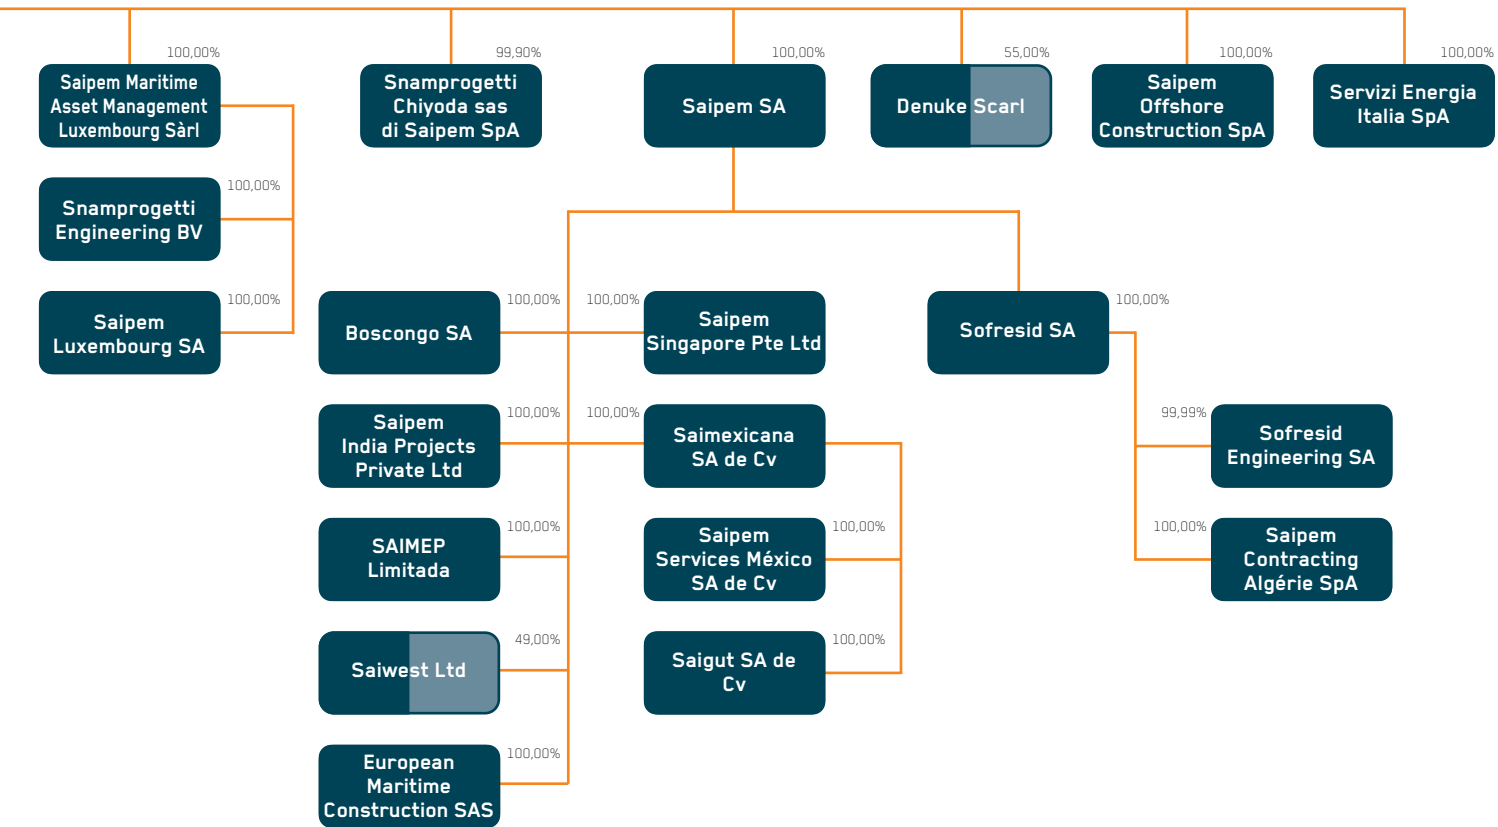 100,00%
99,90%
100,00%
55,00%
100,00%
100,00%
Saipem Maritime
Asset Management
Luxembourg Sàrl
Snamprogetti
Chiyoda sas
di Saipem SpA
Saipem SA
Denuke Scarl
Saipem
Offshore
Construction SpA
Servizi Energia
Italia SpA
100,00%
Snamprogetti
Engineering BV
100,00%
Saipem
Luxembourg SA
100,00%
Boscongo SA
100,00%
Saipem
Singapore Pte Ltd
100,00%
Sofresid SA
100,00%
Saipem
India Projects
Private Ltd
100,00%
Saimexicana
SA de Cv
99,99%
Sofresid
Engineering SA
100,00%
SAIMEP
Limitada
100,00%
Saipem
Services México
SA de Cv
100,00%
Saipem
Contracting
Algérie SpA
49,00%
Saiwest Ltd
100,00%
Saigut SA de
Cv
100,00%
European
Maritime
Construction SAS